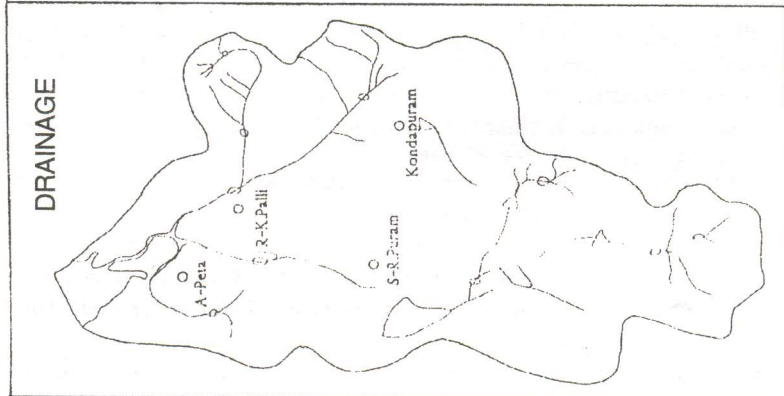 DRAINAGE
A-Peta
R-K.Palli
S-R.Puram
Kondapuram